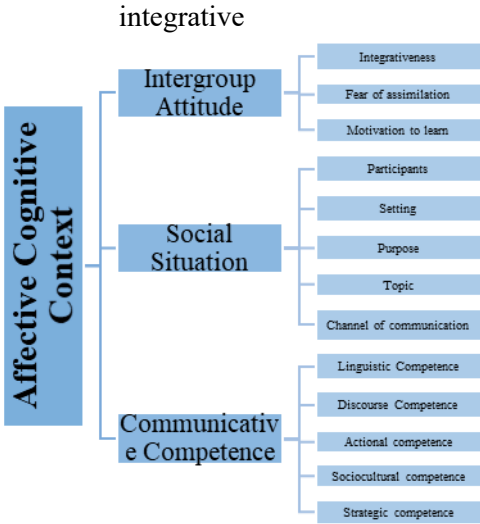 integrative
Affective Cognitive
Context
Intergroup
Attitude
Integrativeness
Fear of assimilation
Motivation to learn
Social
Situation
Participants
Setting
Purpose
Topic
Channel of communication
Communicativ
e Competence
Linguistic Competence
Discourse Competence
Actional competence
Sociocultural competence
Strategic competence